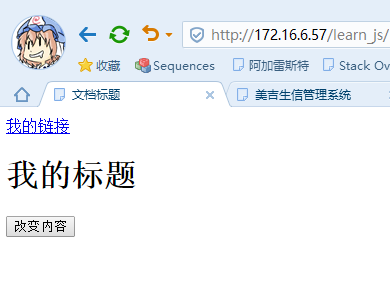 http://172.16.6.57/learn_js/
收藏 Sequences 阿加雷斯特 Stack Ov
文档标题 美吉生信管理系统
我的链接
我的标题
改变内容